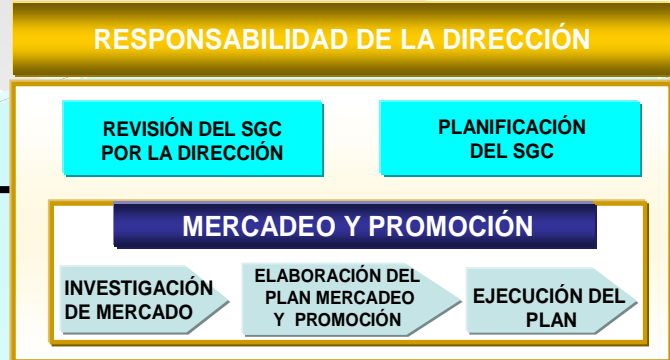 RESPONSABILIDAD DE LA DIRECCIÓN
REVISIÓN DEL SGC
POR LA DIRECCIÓN
PLANIFICACIÓN
DEL SGC
MERCADEO Y PROMOCIÓN
INVESTIGACIÓN
DE MERCADO
ELABORACIÓN DEL
PLAN MERCADEO
Y PROMOCIÓN
EJECUCIÓN DEL
PLAN